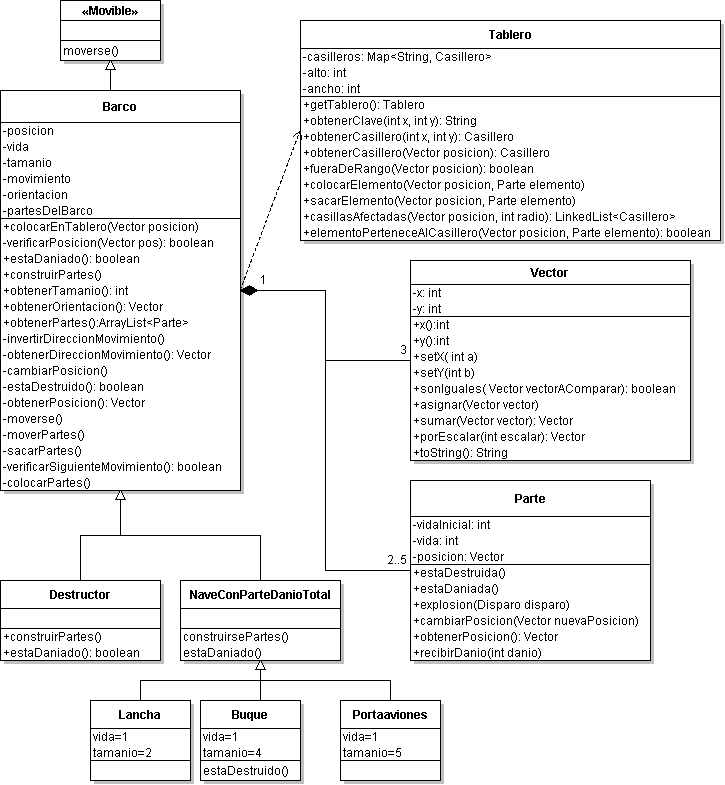 «Movible»
moverse()
Barco
-posicion
-vida
-tamanio
-movimiento
-orientacion
-partesDelBarco
+colocarEnTablero(Vector posicion)
-verificarPosicion(Vector pos): boolean
+estaDaniado(): boolean
+construirPartes()
+obtenerTamanio(): int
+obtenerOrientacion(): Vector
+obtenerPartes():ArrayList<Parte>
-invertirDireccionMovimiento()
-obtenerDireccionMovimiento(): Vector
-cambiarPosicion()
-estaDestruido(): boolean
-obtenerPosicion(): Vector
-moverse()
-moverPartes()
-sacarPartes()
-verificarSiguienteMovimiento(): boolean
-colocarPartes()
Tablero
-casilleros: Map<String, Casillero>
-alto: int
-ancho: int
+getTablero(): Tablero
+obtenerClave(int x, int y): String
+obtenerCasillero(int x, int y): Casillero
+obtenerCasillero(Vector posicion): Casillero
+fueraDeRango(Vector posicion): boolean
+colocarElemento(Vector posicion, Parte elemento)
+sacarElemento(Vector posicion, Parte elemento)
+casillasAfectadas(Vector posicion, int radio): LinkedList<Casillero>
+elementoPerteneceAlCasillero(Vector posicion, Parte elemento): boolean
1
3
2..5
Vector
-x: int
-y: int
+x():int
+y():int
+setX( int a)
+setY(int b)
+sonIguales( Vector vectorAComparar): boolean
+asignar(Vector vector)
+sumar(Vector vector): Vector
+porEscalar(int escalar): Vector
+toString(): String
Parte
-vidaInicial: int
-vida: int
-posicion: Vector
+estaDestruida()
+estaDaniada()
+explosion(Disparo disparo)
+cambiarPosicion(Vector nuevaPosicion)
+obtenerPosicion(): Vector
+recibirDanio(int danio)
Destructor
+construirPartes()
+estaDaniado(): boolean
NaveConParteDanioTotal
construirsePartes()
estaDaniado()
Lancha
vida=1
tamanio=2
Buque
vida=1
tamanio=4
estaDestruido()
Portaaviones
vida=1
tamanio=5